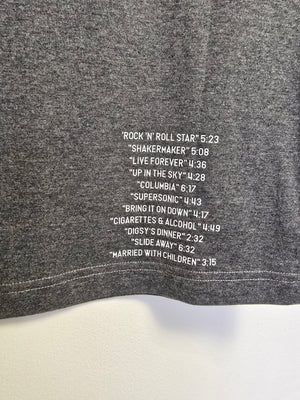 'ROCK 'N' ROLL STAR" 5:23
"SHAKERMAKER" 5:08
"LIVE FOREVER" 4:36
"UP IN THE SKY" 4:28
"COLUMBIA" 6:17
"SUPERSONIC" 4:43
"BRING IT ON DOWN" 4:17
"CIGARETTES & ALCOHOL" 4:49
"DIGSY'S DINNER" 2:32
"SLIDE AWAY" 6:32
"MARRIED WITH CHILDREN" 3:15